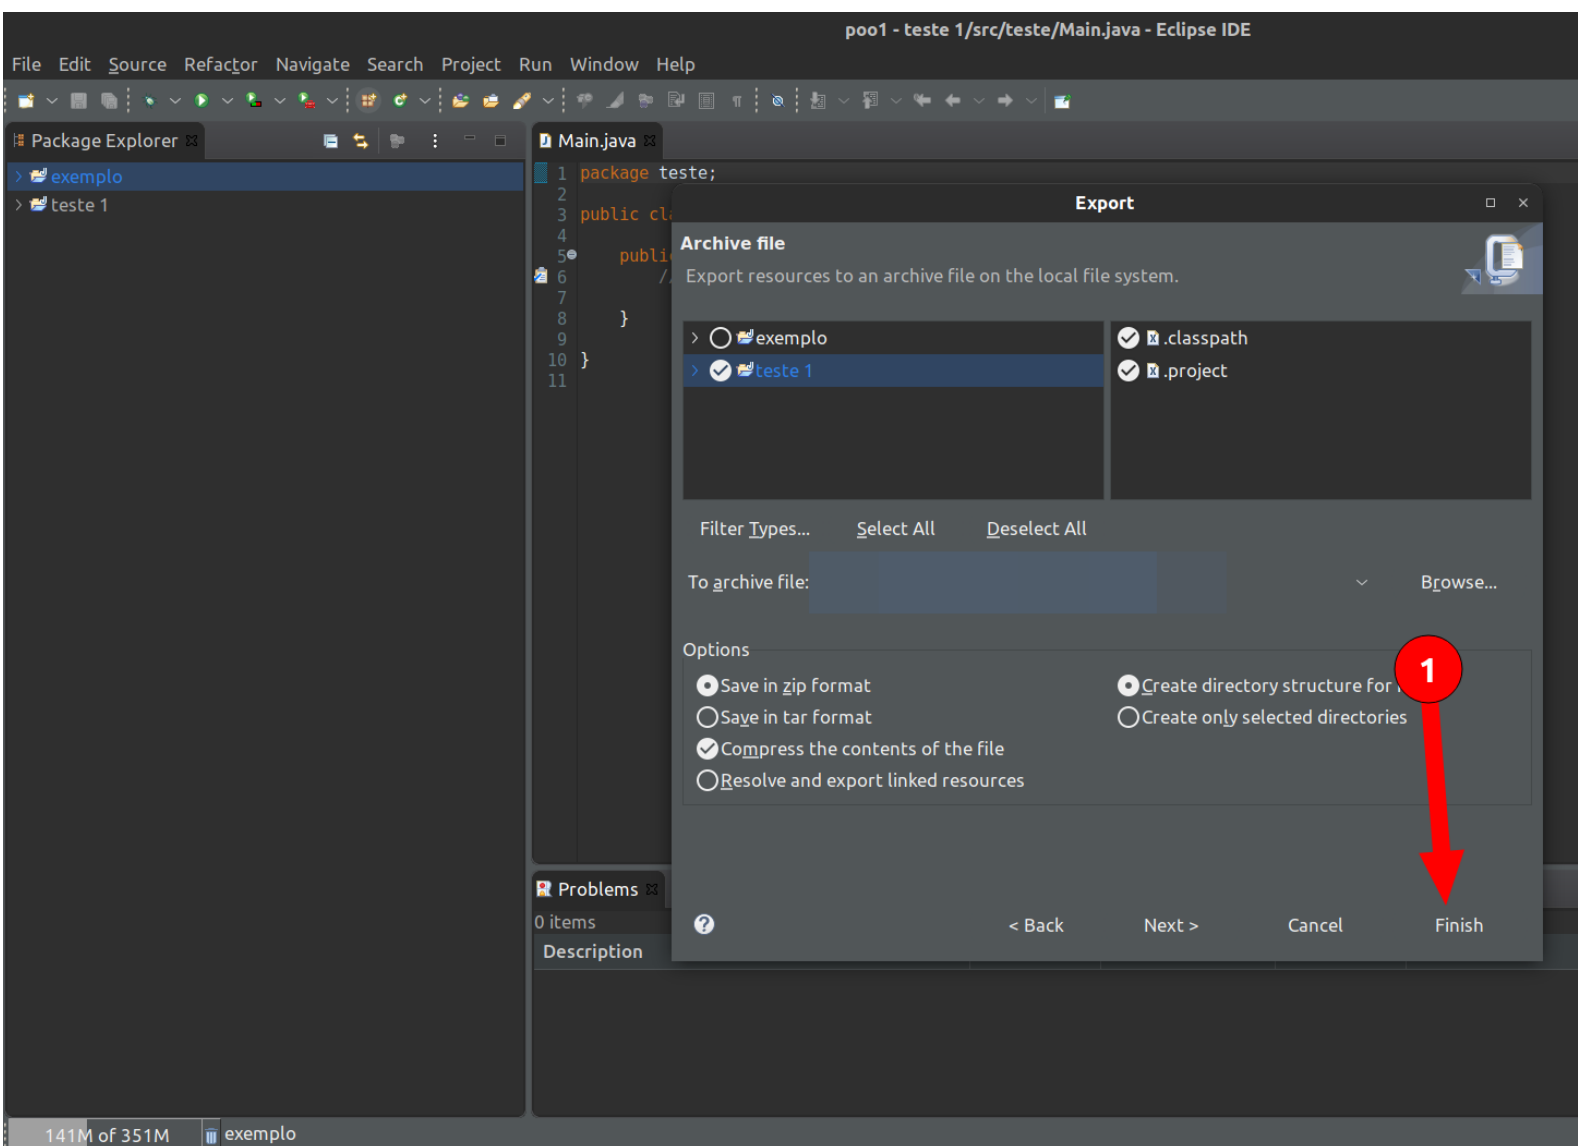 poo1 - teste 1/src/teste/Main.java - Eclipse IDE
File Edit Source Refactor Navigate Search Project Run Window Help
Package Explorer
exemplo
teste 1
Main.java
1 package teste;
2
3 public cl
4
5 publi
6 //
7
8 }
9
10 }
11
Export
Archive file
Export resources to an archive file on the local file system.
exemplo
teste 1
.classpath
.project
Filter Types... Select All Deselect All
To archive file: Browse...
Options
Save in zip format
Save in tar format
Compress the contents of the file
Resolve and export linked resources
Create directory structure for
Create only selected directories
1
< Back Next > Cancel Finish
Problems
0 items
Description
141M of 351M exemplo